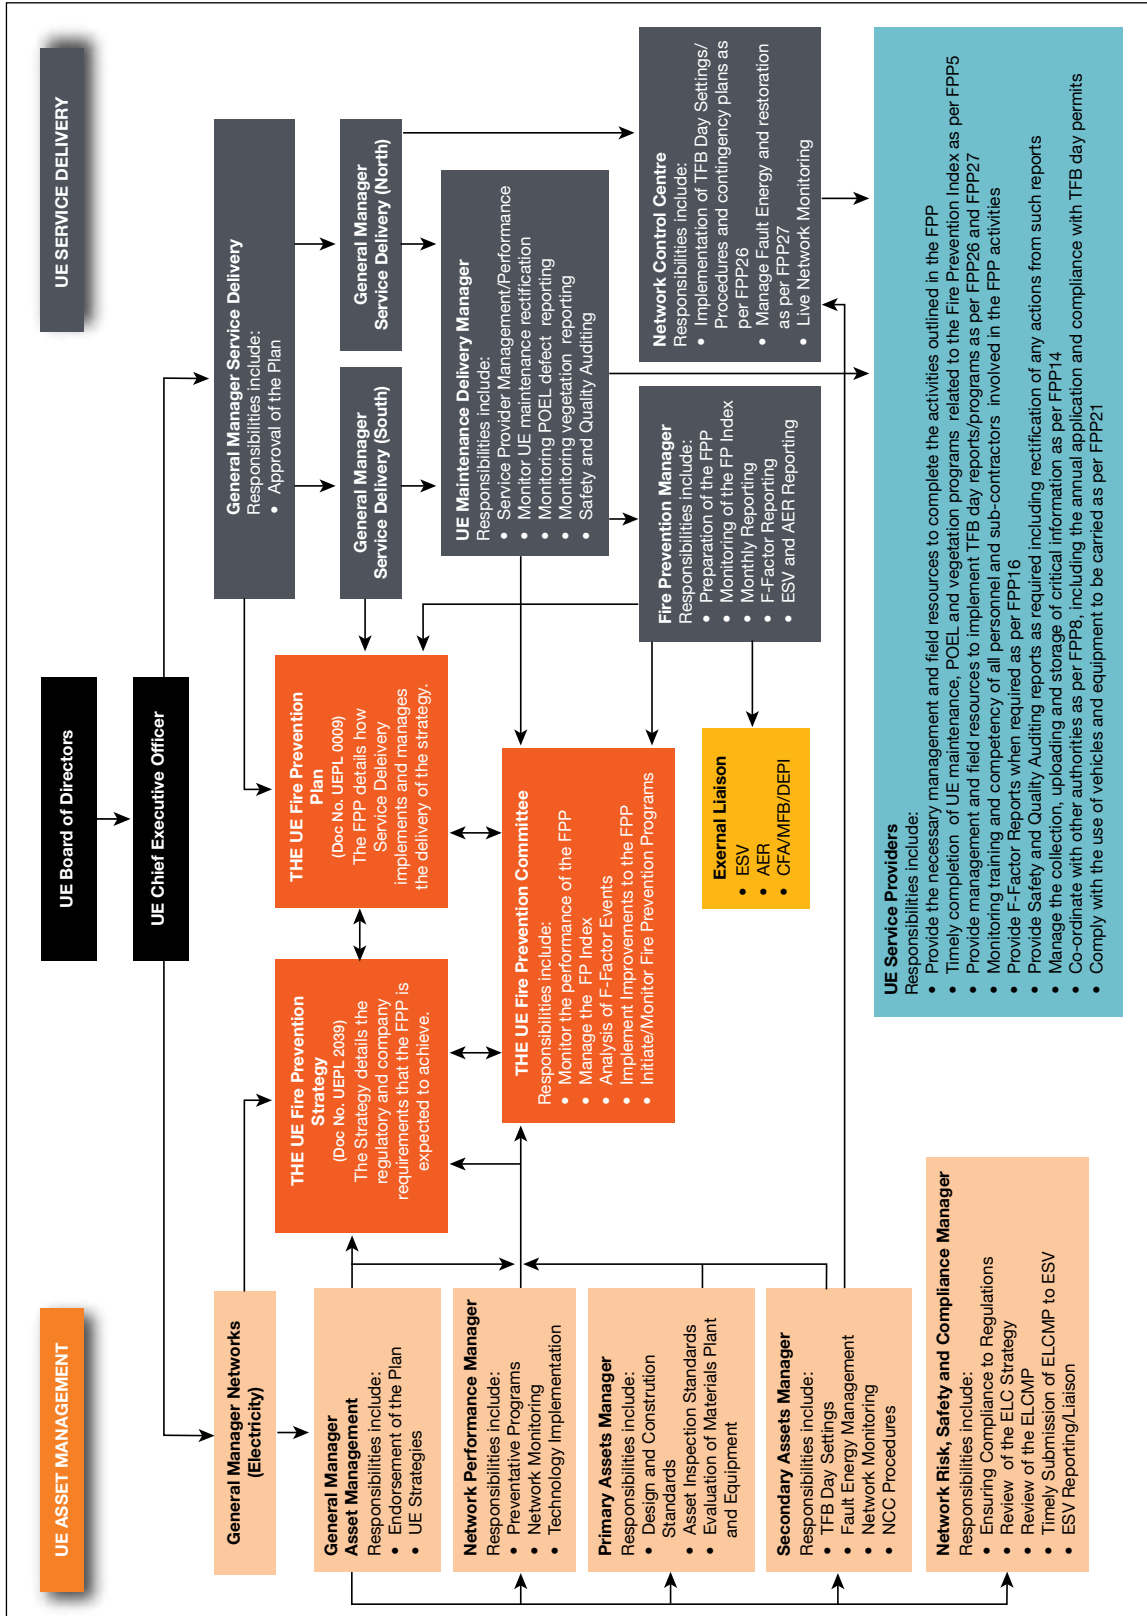 UE ASSET MANAGEMENT
UE SERVICE DELIVERY
UE Board of Directors
UE Chief Executive Officer
General Manager Networks
(Electricity)
General Manager Service Delivery
Responsibilities include:
• Approval of the Plan
General Manager
Asset Management
Responsibilities include:
• Endorsement of the Plan
• UE Strategies
THE UE Fire Prevention
Strategy
(Doc No. UEPL 2039)
The Strategy details the
regulatory and company
requirements that the FPP is
expected to achieve.
THE UE Fire Prevention
Plan
(Doc No. UEPL 0009)
The FPP details how
Service Deleivery
implements and manages
the delivery of the strategy.
General Manager
Service Delivery (South)
General Manager
Service Delivery (North)
Network Performance Manager
Responsibilities include:
• Preventative Programs
• Network Monitoring
• Technology Implementation
THE UE Fire Prevention Committee
Responsibilities include:
• Monitor the performance of the FPP
• Manage the FP Index
• Analysis of F-Factor Events
• Implement Improvements to the FPP
• Initiate/Monitor Fire Prevention Programs
UE Maintenance Delivery Manager
Responsibilities include:
• Service Provider Management/Performance
• Monitor UE maintenance rectification
• Monitoring POEL defect reporting
• Monitoring vegetation reporting
• Safety and Quality Auditing
Primary Assets Manager
Responsibilities include:
• Design and Construction
Standards
• Asset Inspection Standards
• Evaluation of Materials Plant
and Equipment
Exernal Liaison
• ESV
• AER
• CFA/MFB/DEPI
Fire Prevention Manager
Responsibilities include:
• Preparation of the FPP
• Monitoring of the FP Index
• Monthly Reporting
• F-Factor Reporting
• ESV and AER Reporting
Network Control Centre
Responsibilities include:
• Implementation of TFB Day Settings/
Procedures and contingency plans as
per FPP26
• Manage Fault Energy and restoration
as per FPP27
• Live Network Monitoring
Secondary Assets Manager
Responsibilities include:
• TFB Day Settings
• Fault Energy Management
• Network Monitoring
• NCC Procedures
Network Risk, Safety and Compliance Manager
Responsibilities include:
• Ensuring Compliance to Regulations
• Review of the ELC Strategy
• Review of the ELCMP
• Timely Submission of ELCMP to ESV
• ESV Reporting/Liaison
UE Service Providers
Responsibilities include:
• Provide the necessary management and field resources to complete the activities outlined in the FPP
• Timely completion of UE maintenance, POEL and vegetation programs related to the Fire Prevention Index as per FPP5
• Provide management and field resources to implement TFB day reports/programs as per FPP26 and FPP27
• Monitoring training and competency of all personnel and sub-contractors involved in the FPP activities
• Provide F-Factor Reports when required as per FPP16
• Provide Safety and Quality Auditing reports as required including rectification of any actions from such reports
• Manage the collection, uploading and storage of critical information as per FPP14
• Co-ordinate with other authorities as per FPP8, including the annual application and compliance with TFB day permits
• Comply with the use of vehicles and equipment to be carried as per FPP21